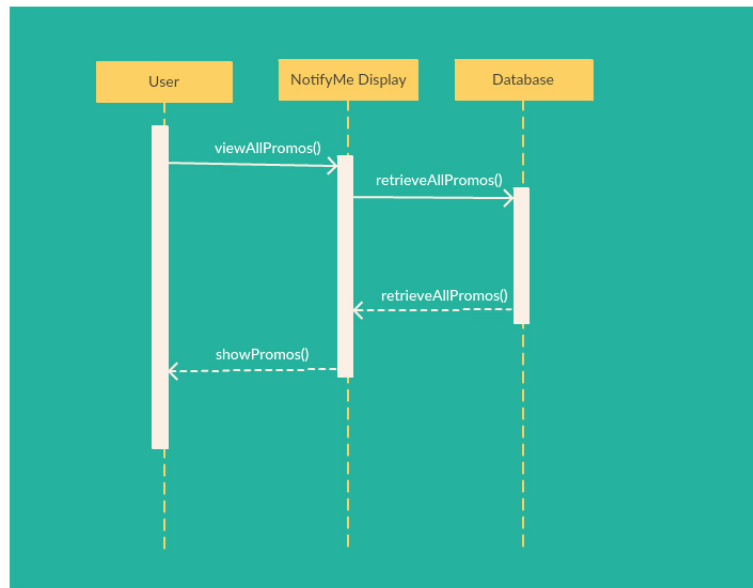 User
NotifyMe Display
Database
viewAllPromos()
retrieveAllPromos()
retrieveAllPromos()
showPromos()